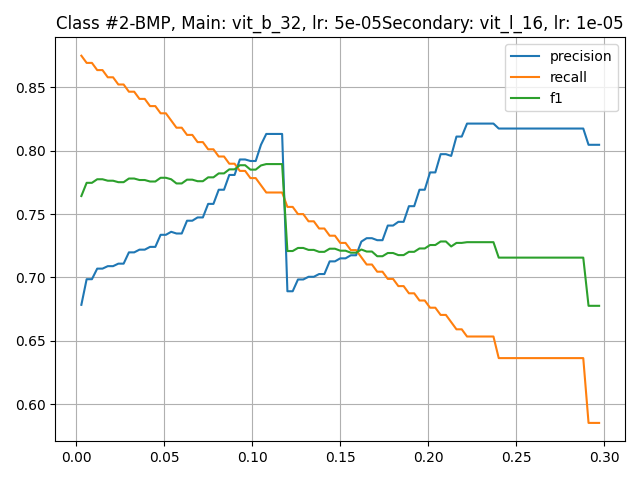 Class #2-BMP, Main: vit_b_32, lr: 5e-05Secondary: vit_l_16, lr: 1e-05
precision
recall
f1
0.85
0.80
0.75
0.70
0.65
0.60
0.00 0.05 0.10 0.15 0.20 0.25 0.30